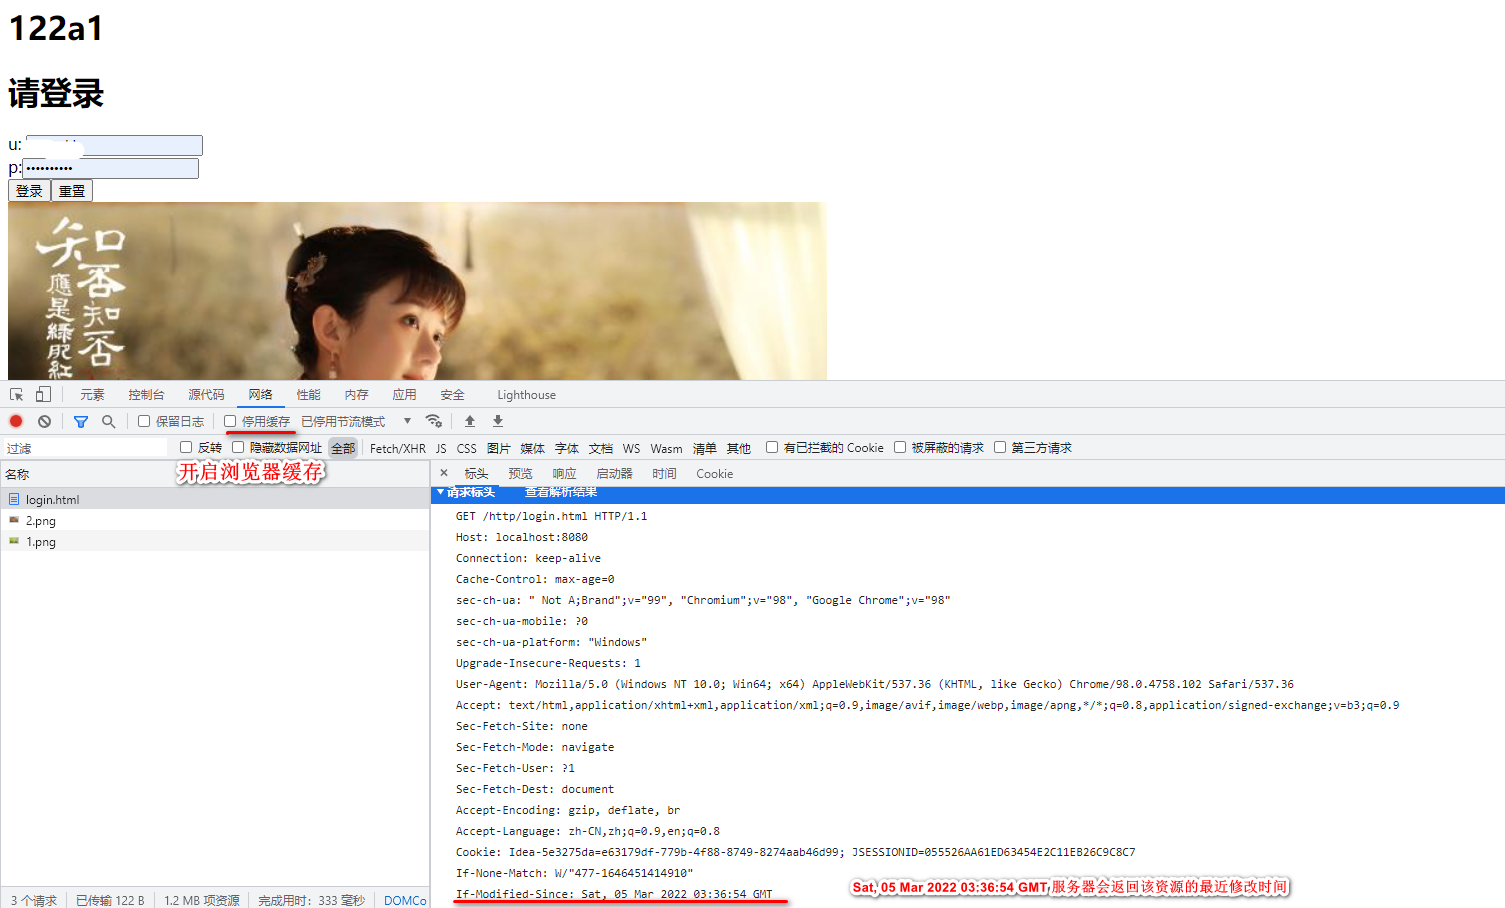 122a1
请登录
u:
p: ••••••••••
登录 重置
知否知否
應是綠肥紅
元素 控制台 源代码 网络 性能 内存 应用 安全 Lighthouse
保留日志 停用缓存 已停用节流模式
过滤 反转 隐藏数据网址 全部 Fetch/XHR JS CSS 图片 媒体 字体 文档 WS Wasm 清单 其他 有已拦截的 Cookie 被屏蔽的请求 第三方请求
开启浏览器缓存
名称
login.html
2.png
1.png
× 标头 预览 响应 启动器 时间 Cookie
请求标头 查看解析结果
GET /http/login.html HTTP/1.1
Host: localhost:8080
Connection: keep-alive
Cache-Control: max-age=0
sec-ch-ua: " Not A;Brand";v="99", "Chromium";v="98", "Google Chrome";v="98"
sec-ch-ua-mobile: ?0
sec-ch-ua-platform: "Windows"
Upgrade-Insecure-Requests: 1
User-Agent: Mozilla/5.0 (Windows NT 10.0; Win64; x64) AppleWebKit/537.36 (KHTML, like Gecko) Chrome/98.0.4758.102 Safari/537.36
Accept: text/html,application/xhtml+xml,application/xml;q=0.9,image/avif,image/webp,image/apng,*/*;q=0.8,application/signed-exchange;v=b3;q=0.9
Sec-Fetch-Site: none
Sec-Fetch-Mode: navigate
Sec-Fetch-User: ?1
Sec-Fetch-Dest: document
Accept-Encoding: gzip, deflate, br
Accept-Language: zh-CN,zh;q=0.9,en;q=0.8
Cookie: Idea-5e3275da=e63179df-779b-4f88-8749-8274aab46d99; JSESSIONID=055526AA61ED63454E2C11EB26C9C8C7
If-None-Match: W/"477-1646451414910"
If-Modified-Since: Sat, 05 Mar 2022 03:36:54 GMT
Sat, 05 Mar 2022 03:36:54 GMT 服务器会返回该资源的最近修改时间
3 个请求 已传输 122 B 1.2 MB 项资源 完成用时：333 毫秒 DOMCo